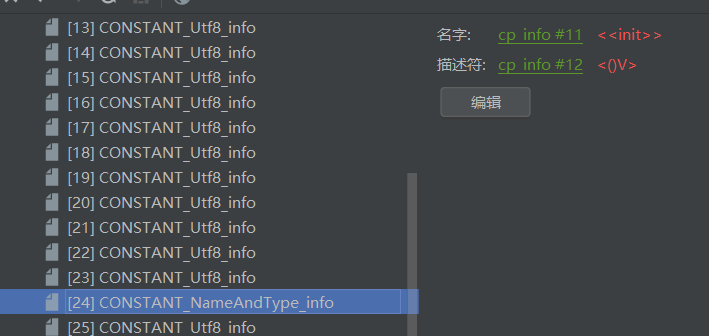 [13] CONSTANT_Utf8_info
[14] CONSTANT_Utf8_info
[15] CONSTANT_Utf8_info
[16] CONSTANT_Utf8_info
[17] CONSTANT_Utf8_info
[18] CONSTANT_Utf8_info
[19] CONSTANT_Utf8_info
[20] CONSTANT_Utf8_info
[21] CONSTANT_Utf8_info
[22] CONSTANT_Utf8_info
[23] CONSTANT_Utf8_info
[24] CONSTANT_NameAndType_info
[25] CONSTANT_Utf8_info
名字: cp_info #11 <<init>>
描述符: cp_info #12 <()V>
编辑